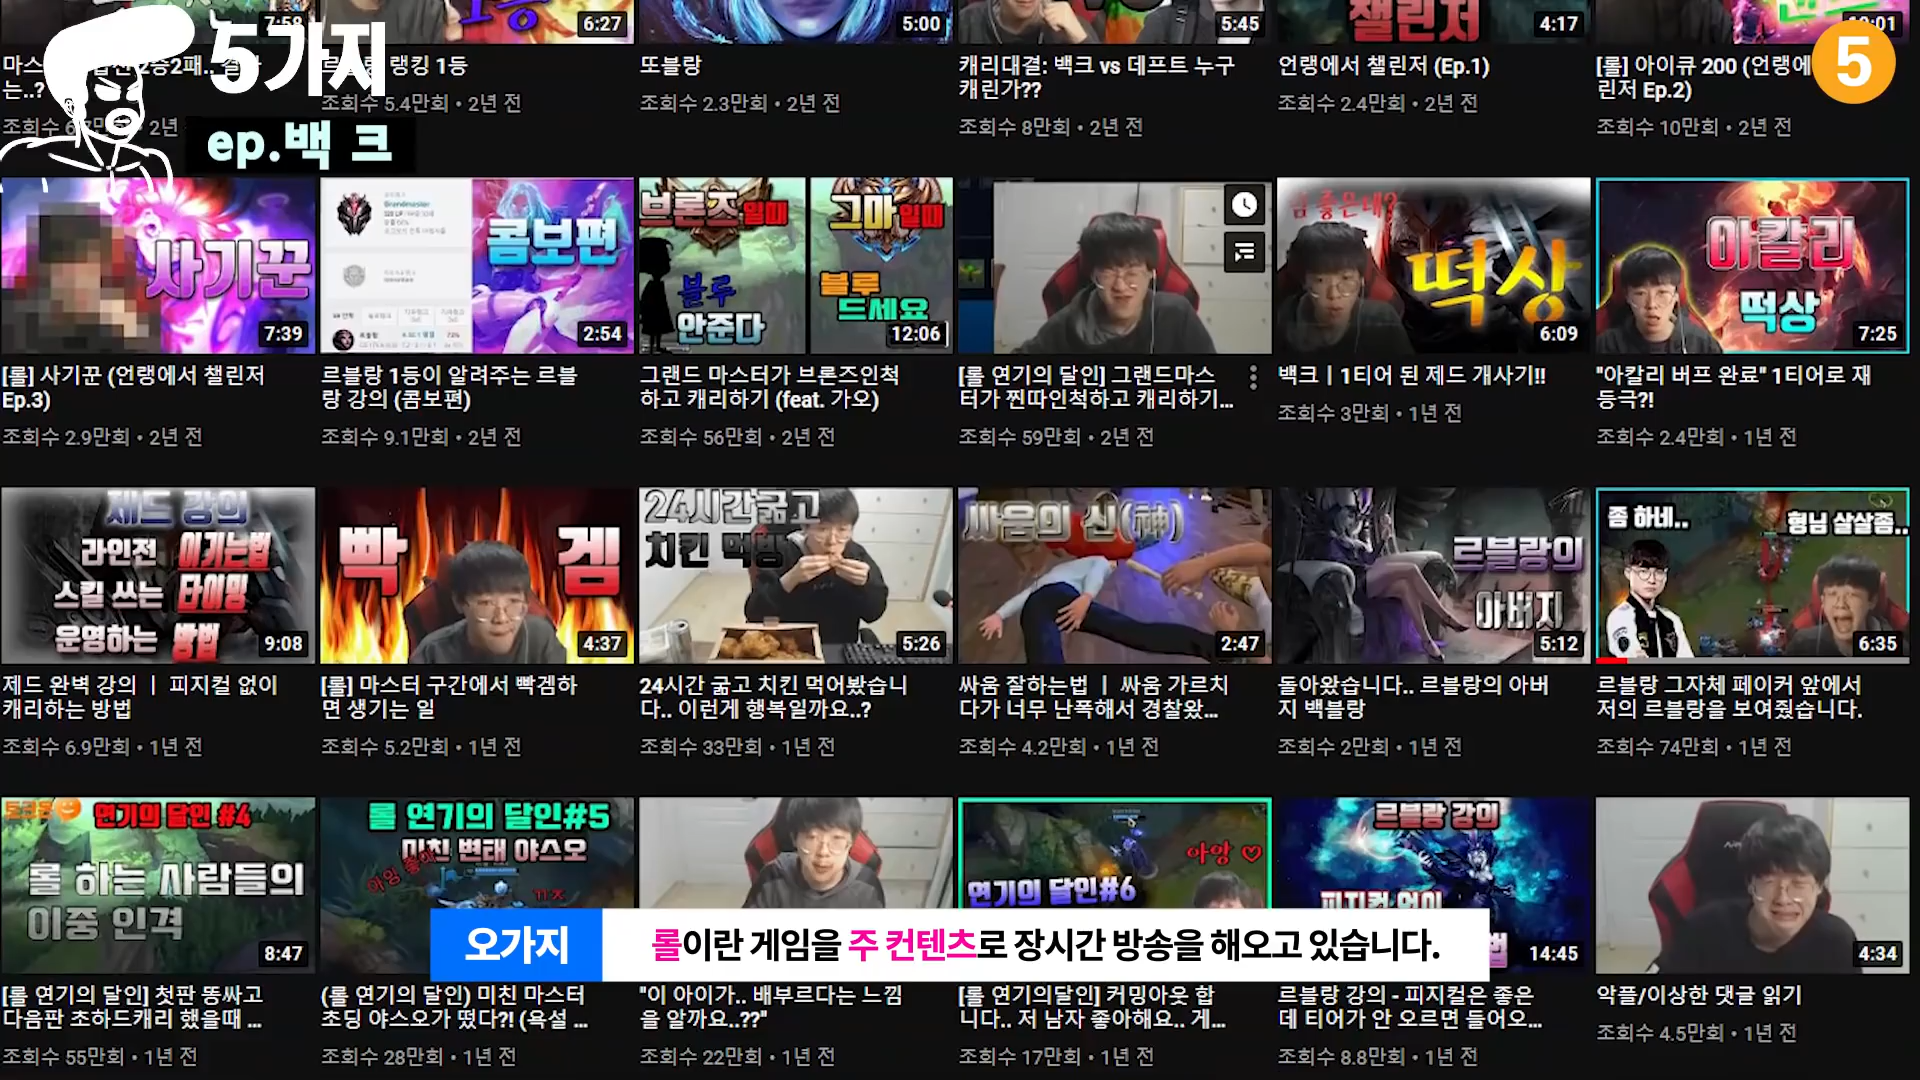 5가지
ep.백 크
5
7:58
6:27
5:00
5:45
챌린저
4:17
르블랑 랭킹 1등
조회수 5.4만회 • 2년 전
또블랑
조회수 2.3만회 • 2년 전
캐리대결: 백크 vs 데프트 누구
캐린가??
조회수 8만회 • 2년 전
언랭에서 챌린저 (Ep.1)
조회수 2.4만회 • 2년 전
[롤] 아이큐 200 (언랭에
린저 Ep.2)
조회수 10만회 • 2년 전
사기꾼
7:39
Grandmaster
콤보편
2:54
브론즈일때
블루
안준다
그마일때
블루
드세요
12:06
떡상
6:09
아칼리
떡상
7:25
[롤] 사기꾼 (언랭에서 챌린저
Ep.3)
조회수 2.9만회 • 2년 전
르블랑 1등이 알려주는 르블
랑 강의 (콤보편)
조회수 9.1만회 • 2년 전
그랜드 마스터가 브론즈인척
하고 캐리하기 (feat. 가오)
조회수 56만회 • 2년 전
[롤 연기의 달인] 그랜드마스
터가 찐따인척하고 캐리하기...
조회수 59만회 • 2년 전
백크ㅣ1티어 된 제드 개사기!!
조회수 3만회 • 1년 전
"아칼리 버프 완료" 1티어로 재
등극?!
조회수 2.4만회 • 1년 전
제드 강의
라인전 이기는법
스킬 쓰는 타이밍
운영하는 방법
9:08
빡 겜
4:37
24시간굶고
치킨 먹방
5:26
싸움의 신(神)
2:47
르블랑의
아버지
5:12
좀 하네..
형님 살살좀..
6:35
제드 완벽 강의 ㅣ 피지컬 없이
캐리하는 방법
조회수 6.9만회 • 1년 전
[롤] 마스터 구간에서 빡겜하
면 생기는 일
조회수 5.2만회 • 1년 전
24시간 굶고 치킨 먹어봤습니
다.. 이런게 행복일까요..?
조회수 33만회 • 1년 전
싸움 잘하는법 ㅣ 싸움 가르치
다가 너무 난폭해서 경찰왔...
조회수 4.2만회 • 1년 전
돌아왔습니다.. 르블랑의 아버
지 백블랑
조회수 2만회 • 1년 전
르블랑 그자체 페이커 앞에서
저의 르블랑을 보여줬습니다.
조회수 74만회 • 1년 전
연기의 달인 #4
롤 하는 사람들의
이중 인격
8:47
롤 연기의 달인#5
미친 변태 야스오
아앙 ♡
연기의 달인#6
르블랑 강의
피지컬 없이
14:45
4:34
오가지
롤이란 게임을 주 컨텐츠로 장시간 방송을 해오고 있습니다.
[롤 연기의 달인] 첫판 똥싸고
다음판 초하드캐리 했을때 ...
조회수 55만회 • 1년 전
(롤 연기의 달인) 미친 마스터
초딩 야스오가 떴다?! (욕설 ...
조회수 28만회 • 1년 전
"이 아이가.. 배부르다는 느낌
을 알까요..??"
조회수 22만회 • 1년 전
[롤 연기의달인] 커밍아웃 합
니다.. 저 남자 좋아해요.. 게...
조회수 17만회 • 1년 전
르블랑 강의 - 피지컬은 좋은
데 티어가 안 오르면 들어오...
조회수 8.8만회 • 1년 전
악플/이상한 댓글 읽기
조회수 4.5만회 • 1년 전